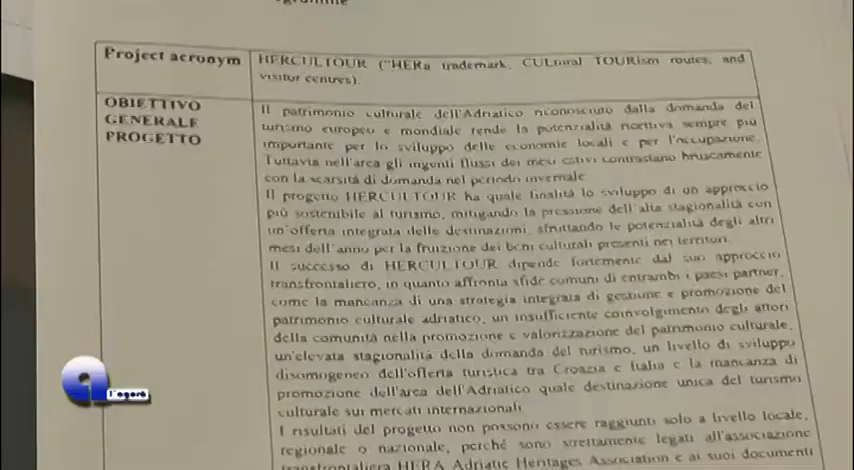 Project acronym
HERCULTOUR ("HERa trademark, CULtural TOURism routes, and
visitor centres).
OBIETTIVO
GENERALE
PROGETTO
Il patrimonio culturale dell'Adriatico riconosciuto dalla domanda del
turismo europeo e mondiale rende la potenzialità ricettiva sempre più
importante per lo sviluppo delle economie locali e per l'occupazione.
Tuttavia nell'area gli ingenti flussi dei mesi estivi contrastano bruscamente
con la scarsità di domanda nel periodo invernale.
Il progetto HERCULTOUR ha quale finalità lo sviluppo di un approccio
più sostenibile al turismo, mitigando la pressione dell'alta stagionalità con
un'offerta integrata delle destinazioni, sfruttando le potenzialità degli altri
mesi dell'anno per la fruizione dei beni culturali presenti nei territori.
Il successo di HERCULTOUR dipende fortemente dal suo approccio
transfrontaliero, in quanto affronta sfide comuni di entrambi i paesi partner,
come la mancanza di una strategia integrata di gestione e promozione del
patrimonio culturale adriatico, un insufficiente coinvolgimento degli attori
della comunità nella promozione e valorizzazione del patrimonio culturale,
un'elevata stagionalità della domanda del turismo, un livello di sviluppo
disomogeneo dell'offerta turistica tra Croazia e Italia e la mancanza di
promozione dell'area dell'Adriatico quale destinazione unica del turismo
culturale sui mercati internazionali
I risultati del progetto non possono essere raggiunti solo a livello locale,
regionale o nazionale, perché sono strettamente legati all'associazione
transfrontaliera HERA Adriatic Heritages Association e ai suoi documenti
l'agorà